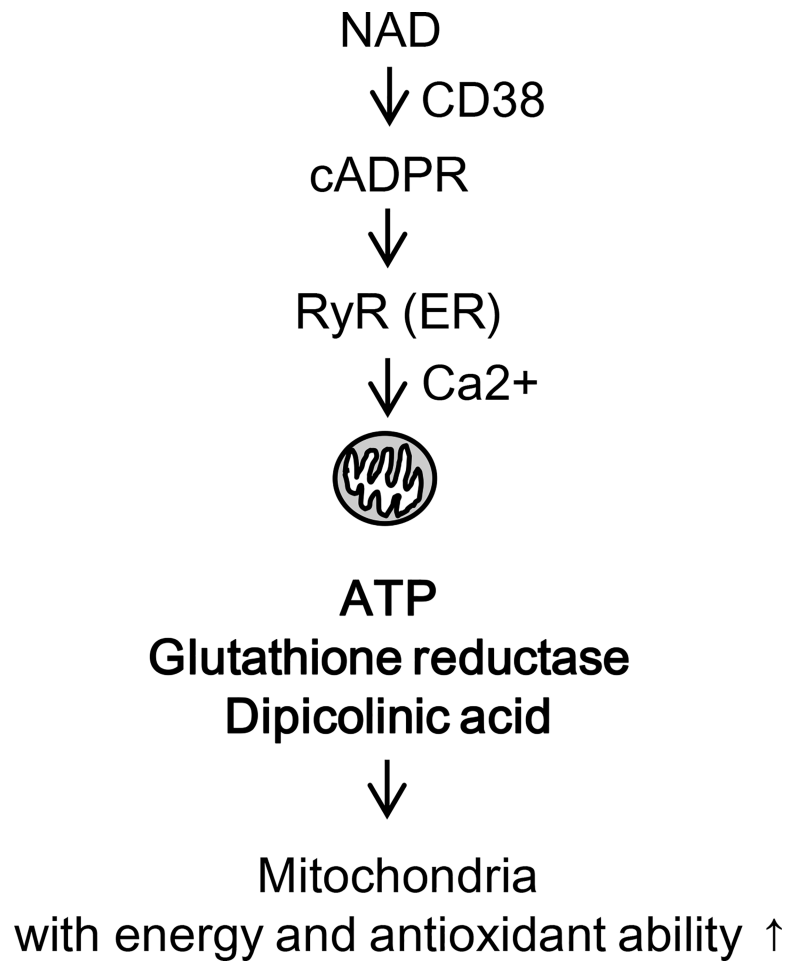 NAD
CD38
cADPR
RyR (ER)
Ca2+
ATP
Glutathione reductase
Dipicolinic acid
Mitochondria
with energy and antioxidant ability ↑